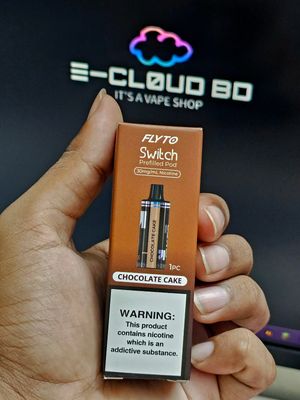 E-CLOUD BD
IT'S A VAPE SHOP
FLYTO
Switch
Prefilled Pod
30mg/mL Nicotine
CHOCOLATE CAKE
1PC
CHOCOLATE CAKE
WARNING:
This product
contains nicotine
which is an
addictive substance.